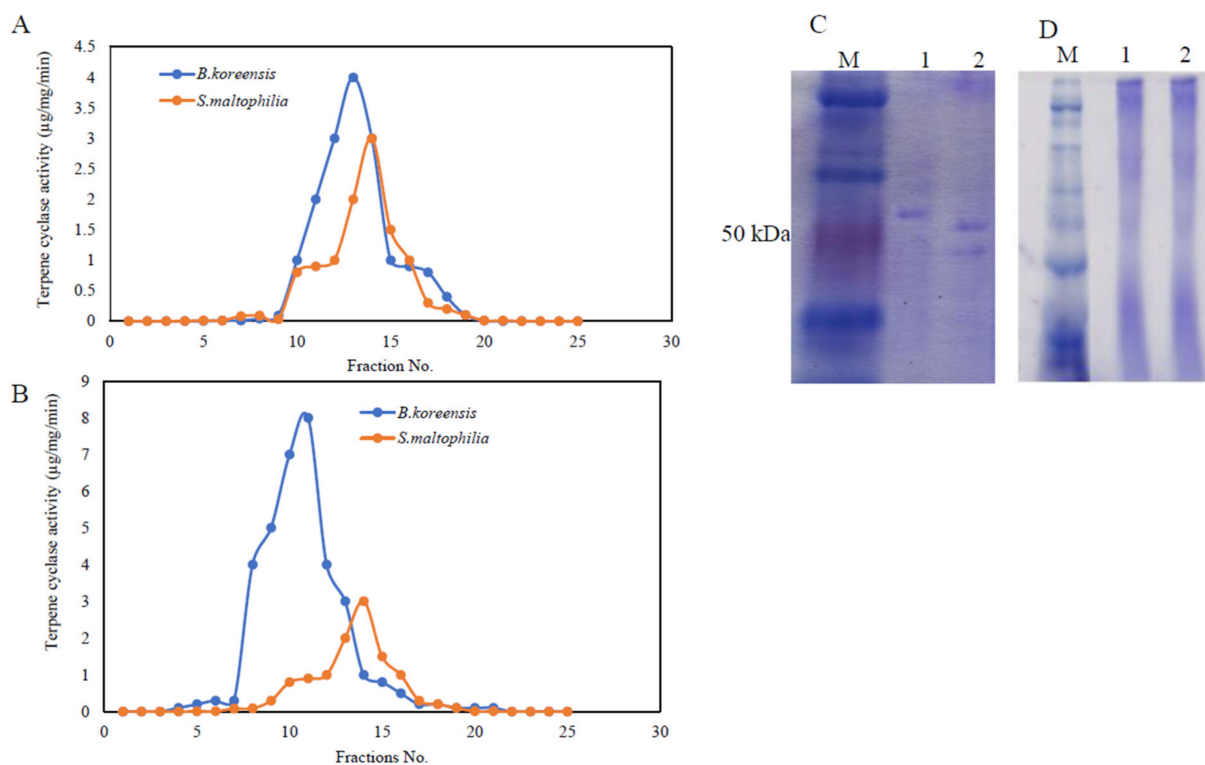 A
Terpene cyclase activity (µg/mg/min)
4.5
4
3.5
3
2.5
2
1.5
1
0.5
0
B.koreensis
S.maltophilia
0 5 10 15 20 25 30
Fraction No.
B
Terpene cyclase activity (µg/mg/min)
9
8
7
6
5
4
3
2
1
0
B.koreensis
S.maltophilia
0 5 10 15 20 25 30
Fractions No.
C
M 1 2
50 kDa
D
M 1 2